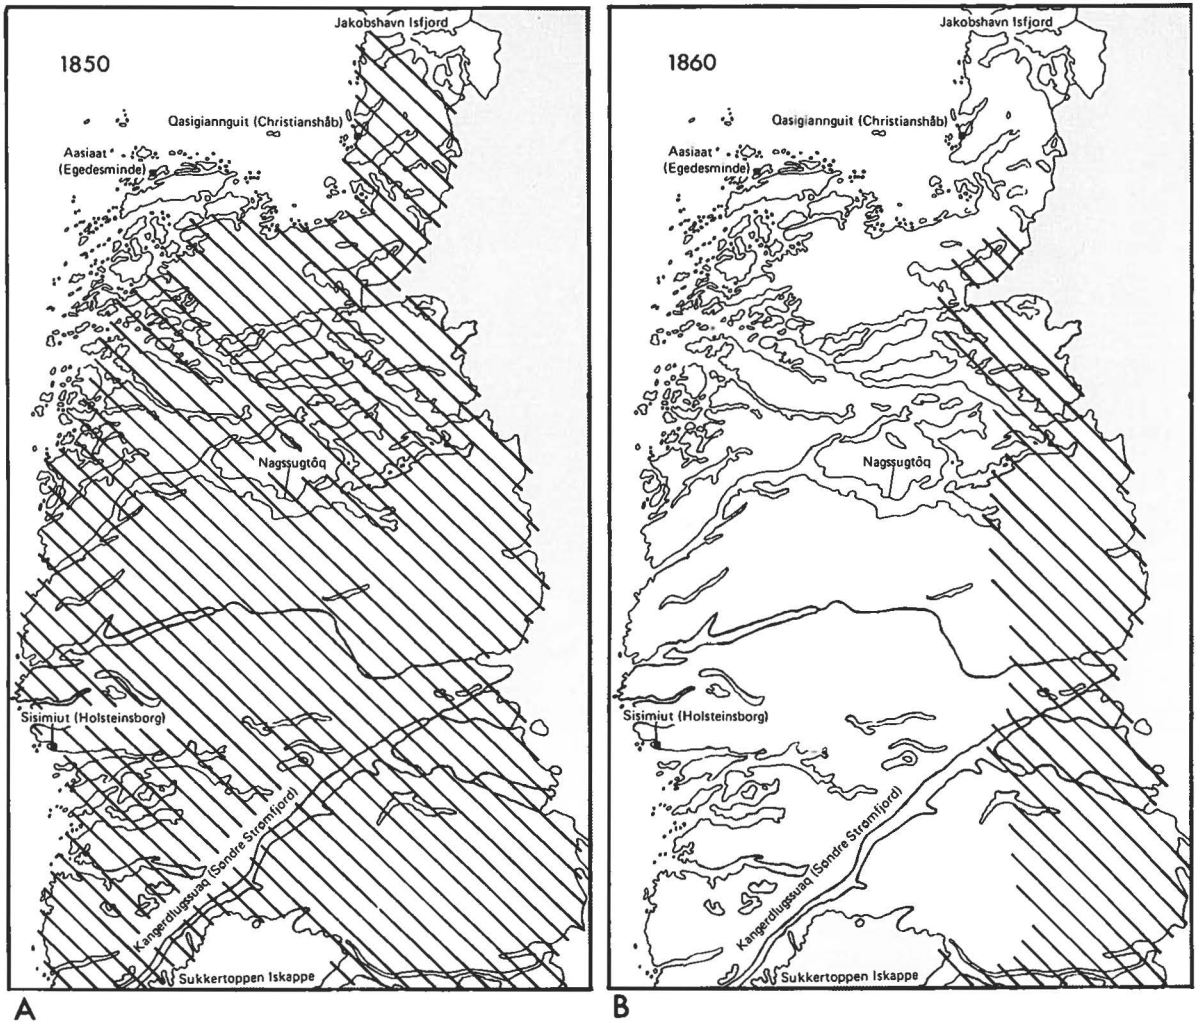 Jakobshavn Isfjord
1850
Qasigiannguit (Christianshåb)
Aasiaat
(Egedesminde)
Nagssugtôq
Sisimiut (Holsteinsborg)
Kangerdlugssuaq (Søndre Strømfjord)
Sukkertoppen Iskappe
A
Jakobshavn Isfjord
1860
Qasigiannguit (Christianshåb)
Aasiaat
(Egedesminde)
Nagssugtôq
Sisimiut (Holsteinsborg)
Kangerdlugssuaq (Søndre Strømfjord)
Sukkertoppen Iskappe
B